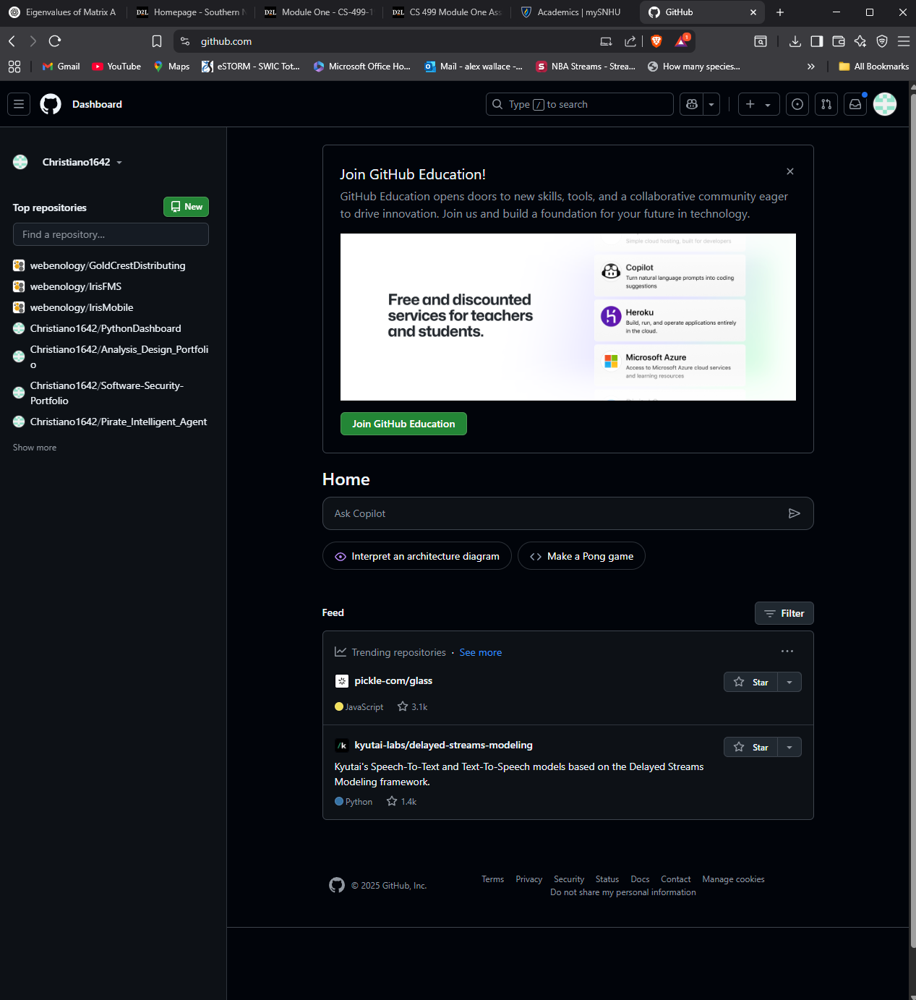 Eigenvalues of Matrix A
D2L Homepage - Southern N
D2L Module One - CS-499-1
D2L CS 499 Module One Ass
Academics | mySNHU
GitHub
github.com
1
Gmail
YouTube
Maps
eSTORM - SWIC Tot...
Microsoft Office Ho...
Mail - alex wallace -...
S NBA Streams - Strea...
How many species...
All Bookmarks
Dashboard
Type / to search
Christiano1642
Top repositories
New
Find a repository...
webenology/GoldCrestDistributing
webenology/IrisFMS
webenology/IrisMobile
Christiano1642/PythonDashboard
Christiano1642/Analysis_Design_Portfoli
o
Christiano1642/Software-Security-
Portfolio
Christiano1642/Pirate_Intelligent_Agent
Show more
Join GitHub Education!
GitHub Education opens doors to new skills, tools, and a collaborative community eager
to drive innovation. Join us and build a foundation for your future in technology.
Free and discounted
services for teachers
and students.
Simple cloud hosting, built for developers
Copilot
Turn natural language prompts into coding
suggestions
Heroku
Build, run, and operate applications entirely
in the cloud.
Microsoft Azure
Access to Microsoft Azure cloud services
and learning resources
Join GitHub Education
Home
Ask Copilot
Interpret an architecture diagram
Make a Pong game
Feed
Filter
Trending repositories · See more
pickle-com/glass
Star
JavaScript
3.1k
/k kyutai-labs/delayed-streams-modeling
Star
Kyutai's Speech-To-Text and Text-To-Speech models based on the Delayed Streams
Modeling framework.
Python
1.4k
© 2025 GitHub, Inc.
Terms Privacy Security Status Docs Contact Manage cookies
Do not share my personal information